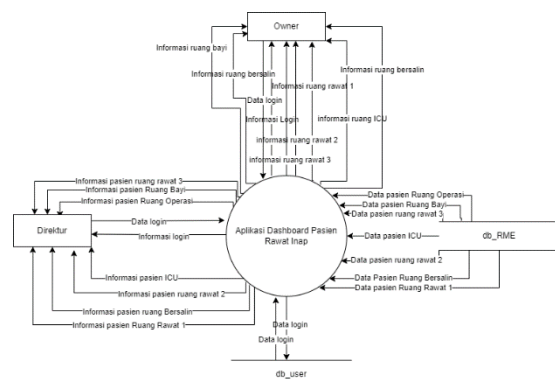 Owner
Informasi ruang bayi
Informasi ruang bersalin
Informasi ruang bersalin
Informasi ruang rawat 1
Data login
Informasi Login
informasi ruang ICU
informasi ruang rawat 2
informasi ruang rawat 3
Informasi pasien ruang rawat 3
Informasi pasien Ruang Bayi
Informasi pasien Ruang Operasi
Data pasien Ruang Operasi
Data pasien Ruang Bayi
Data pasien ruang rawat 3
Direktur
Data login
Informasi login
Aplikasi Dashboard Pasien
Rawat Inap
Data pasien ICU
db_RME
Data pasien ruang rawat 2
Informasi pasien ICU
Data Pasien Ruang Bersalin
Informasi pasien ruang rawat 2
Data pasien Ruang Rawat 1
Informasi pasien ruang Bersalin
Informasi pasien Ruang Rawat 1
Data login
Data login
db_user